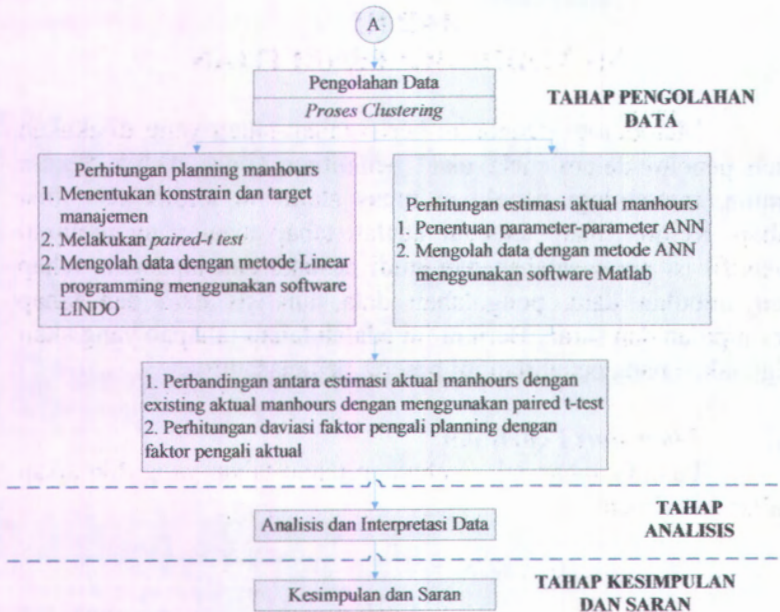 A
Pengolahan Data
Proses Clustering
TAHAP PENGOLAHAN
DATA
Perhitungan planning manhours
1. Menentukan konstrain dan target
manajemen
2. Melakukan paired-t test
2. Mengolah data dengan metode Linear
programming menggunakan software
LINDO
Perhitungan estimasi aktual manhours
1. Penentuan parameter-parameter ANN
2. Mengolah data dengan metode ANN
menggunakan software Matlab
1. Perbandingan antara estimasi aktual manhours dengan
existing aktual manhours dengan menggunakan paired t-test
2. Perhitungan daviasi faktor pengali planning dengan
faktor pengali aktual
Analisis dan Interpretasi Data
TAHAP
ANALISIS
Kesimpulan dan Saran
TAHAP KESIMPULAN
DAN SARAN